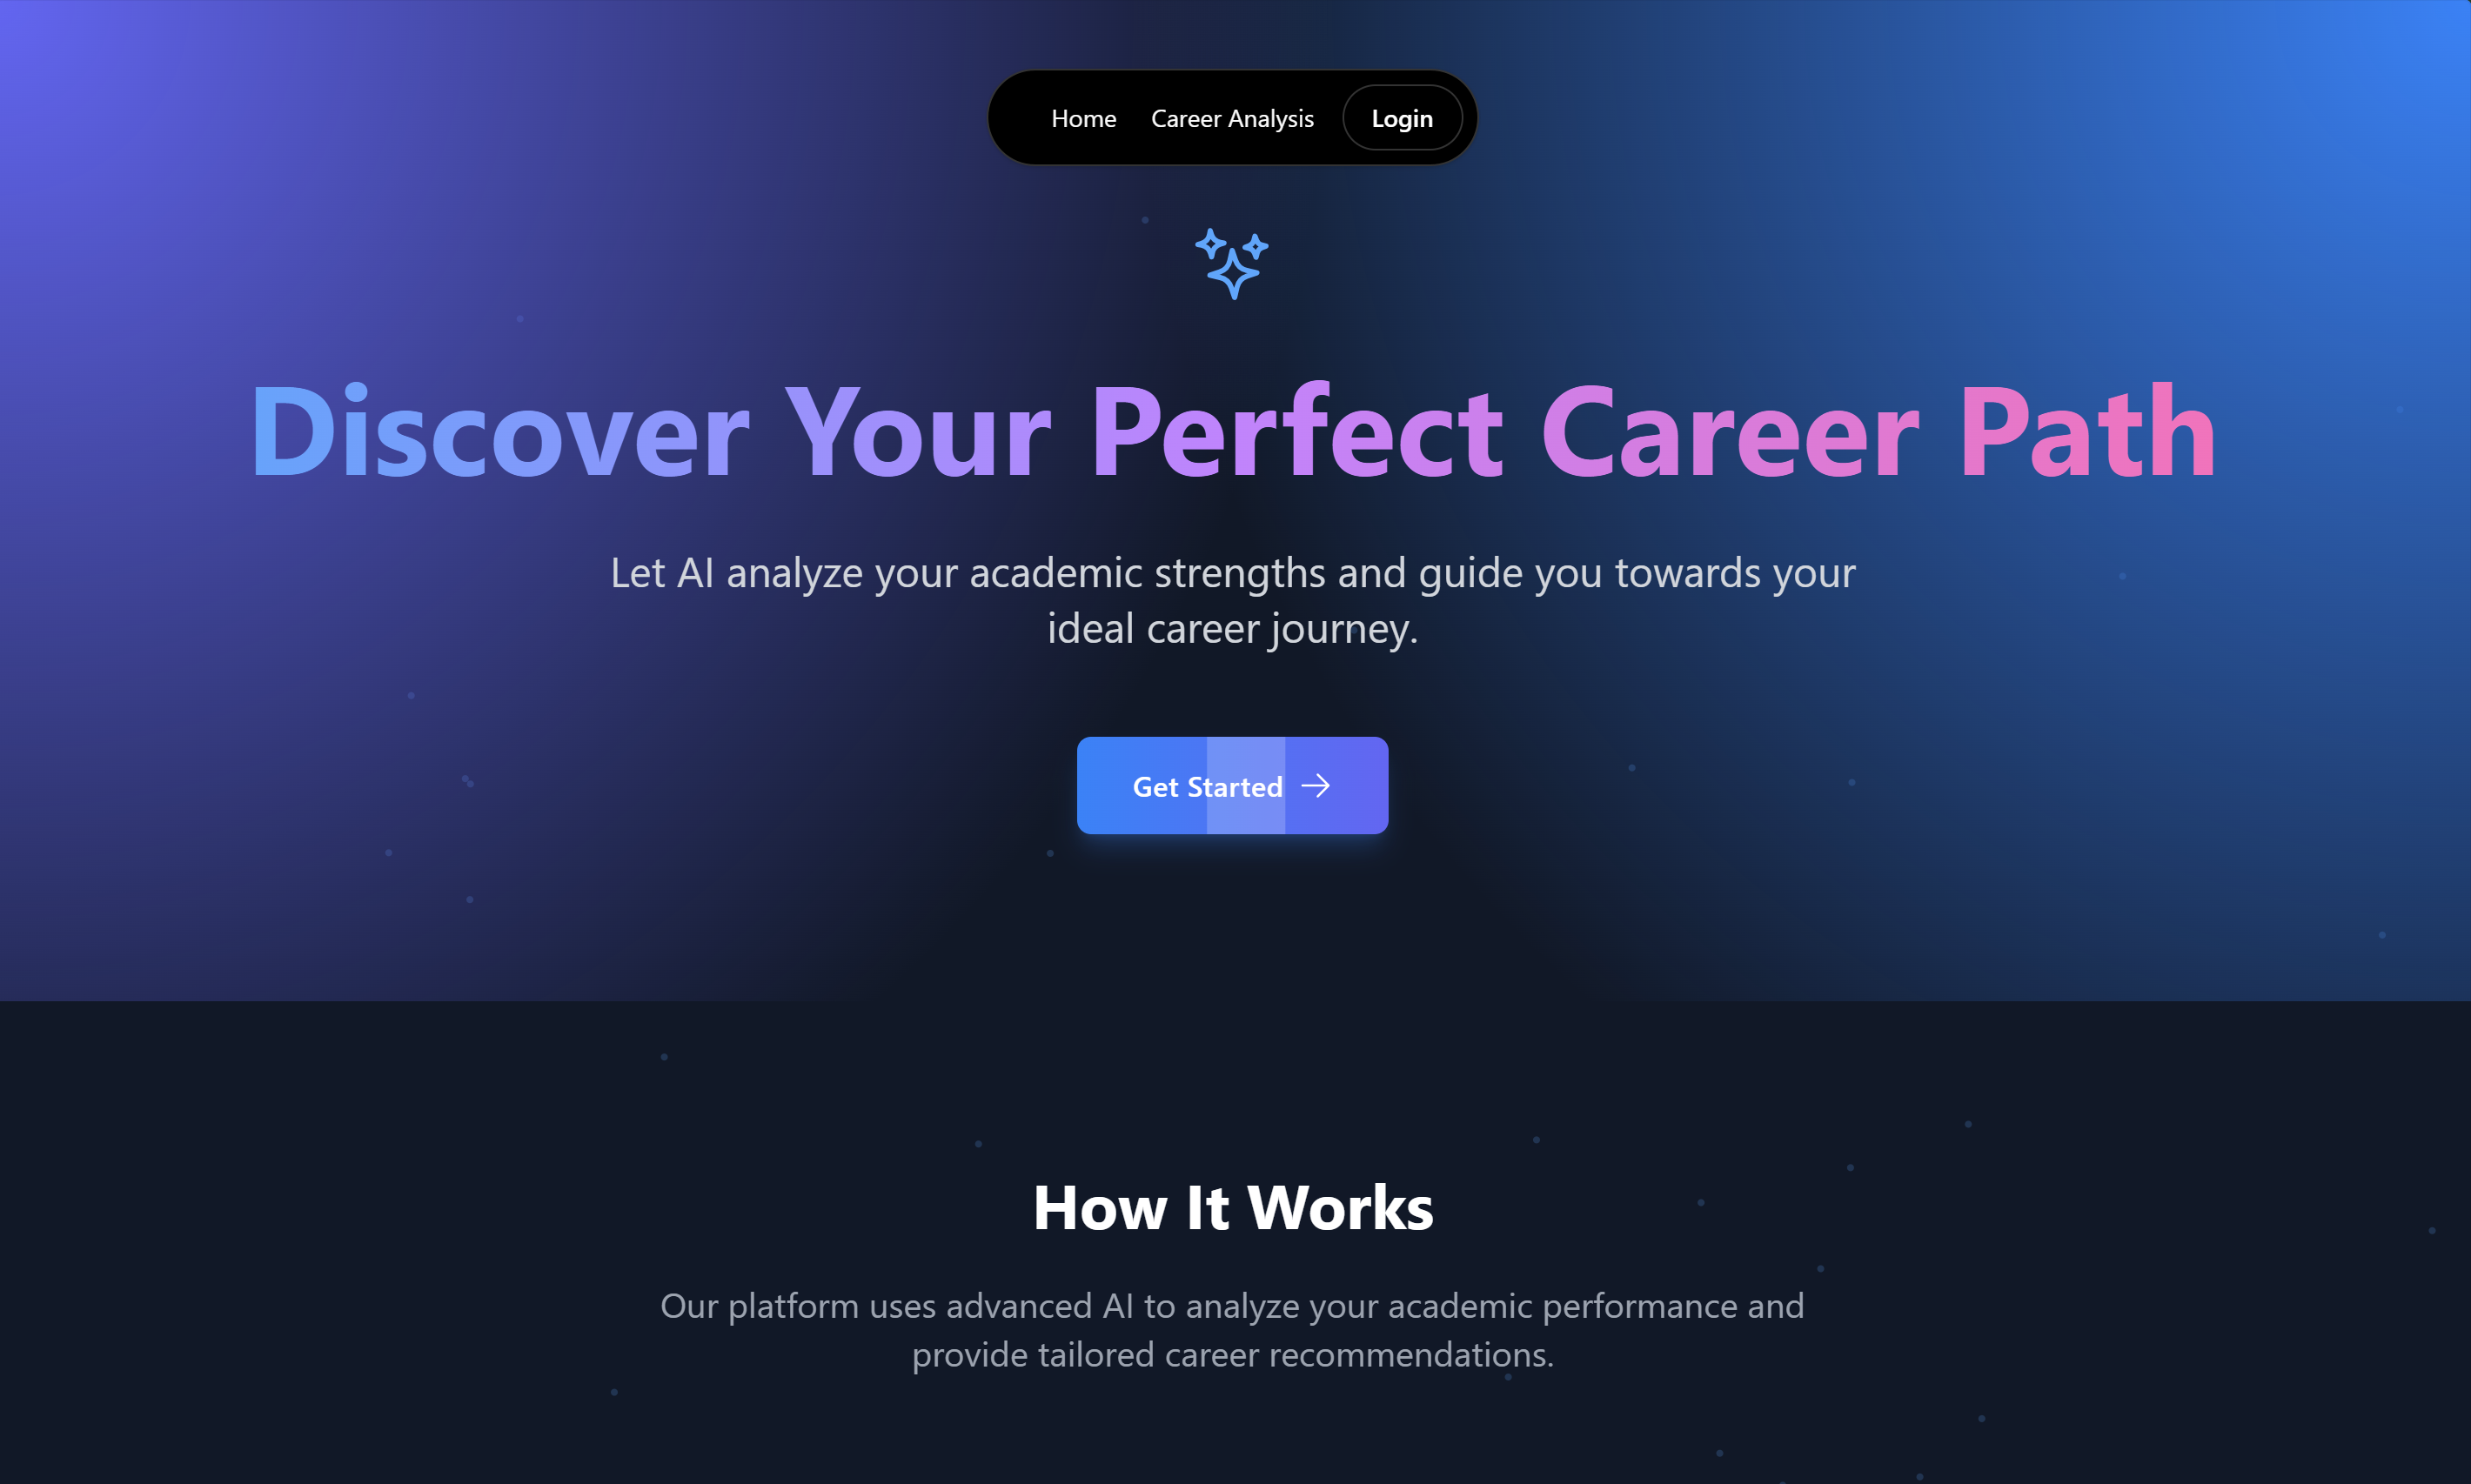 Home Career Analysis Login
Discover Your Perfect Career Path
Let AI analyze your academic strengths and guide you towards your
ideal career journey.
Get Started
How It Works
Our platform uses advanced AI to analyze your academic performance and
provide tailored career recommendations.